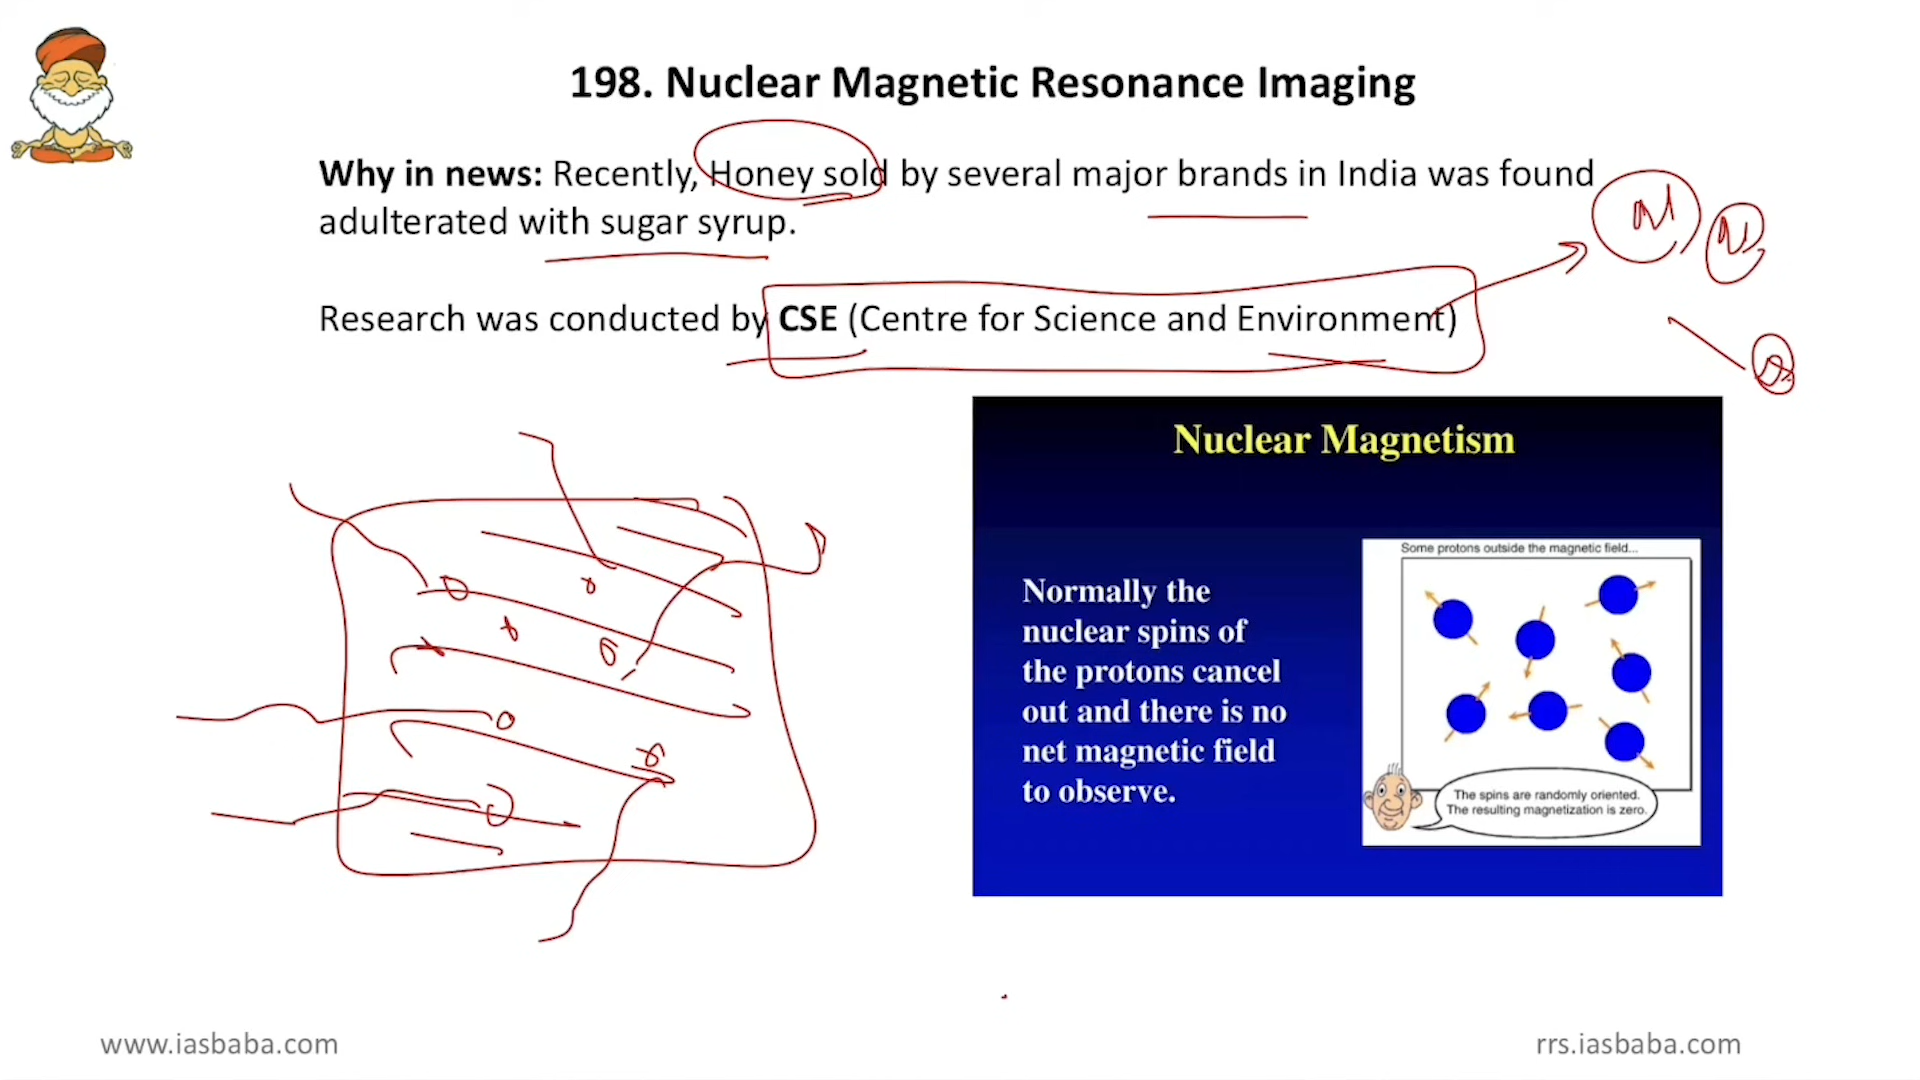 198. Nuclear Magnetic Resonance Imaging
Why in news: Recently, Honey sold by several major brands in India was found
adulterated with sugar syrup.
Research was conducted by CSE (Centre for Science and Environment)
Nuclear Magnetism
Normally the
nuclear spins of
the protons cancel
out and there is no
net magnetic field
to observe.
Some protons outside the magnetic field...
The spins are randomly oriented.
The resulting magnetization is zero.
www.iasbaba.com
rrs.iasbaba.com